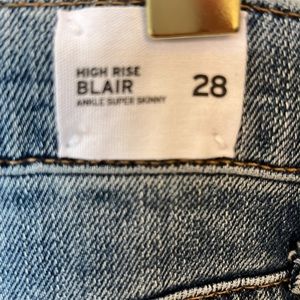 HIGH RISE
BLAIR 28
ANKLE SUPER SKINNY